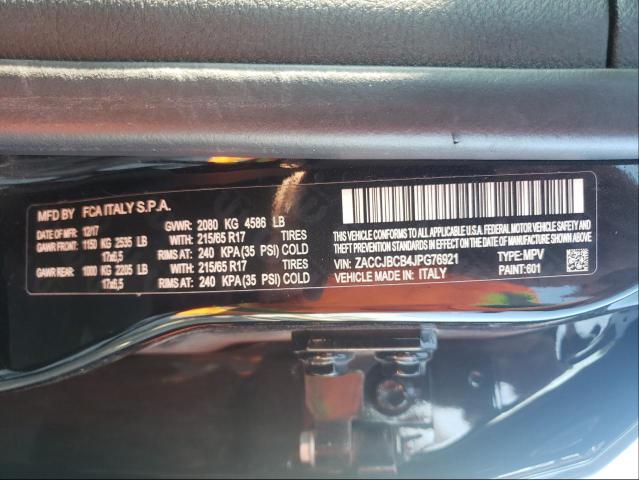 MFD BY FCA ITALY S.P.A.
12/17 GVWR: 2080 KG 4586 LB
GAWR FRONT: 1150 KG 2535 LB WITH 215/65 R17 TIRES
17x6,5 RIMS AT: 240 KPA(35 PSI) COLD
GAWR REAR: 1000 KG 2205 LB WITH 215/65 R17 TIRES
17x6,5 RIMS AT: 240 KPA(35 PSI) COLD
THIS VEHICLE CONFORMS TO ALL APPLICABLE U.S.A. FEDERAL MOTOR VEHICLE SAFETY
AND THEFT PREVENTION STANDARDS IN EFFECT ON THE DATE OF MANUFACTURE SHOWN ABOVE
VIN: ZACCJBCB4JPG76921 TYPE: MPV
VEHICLE MADE IN: ITALY PAINT:601